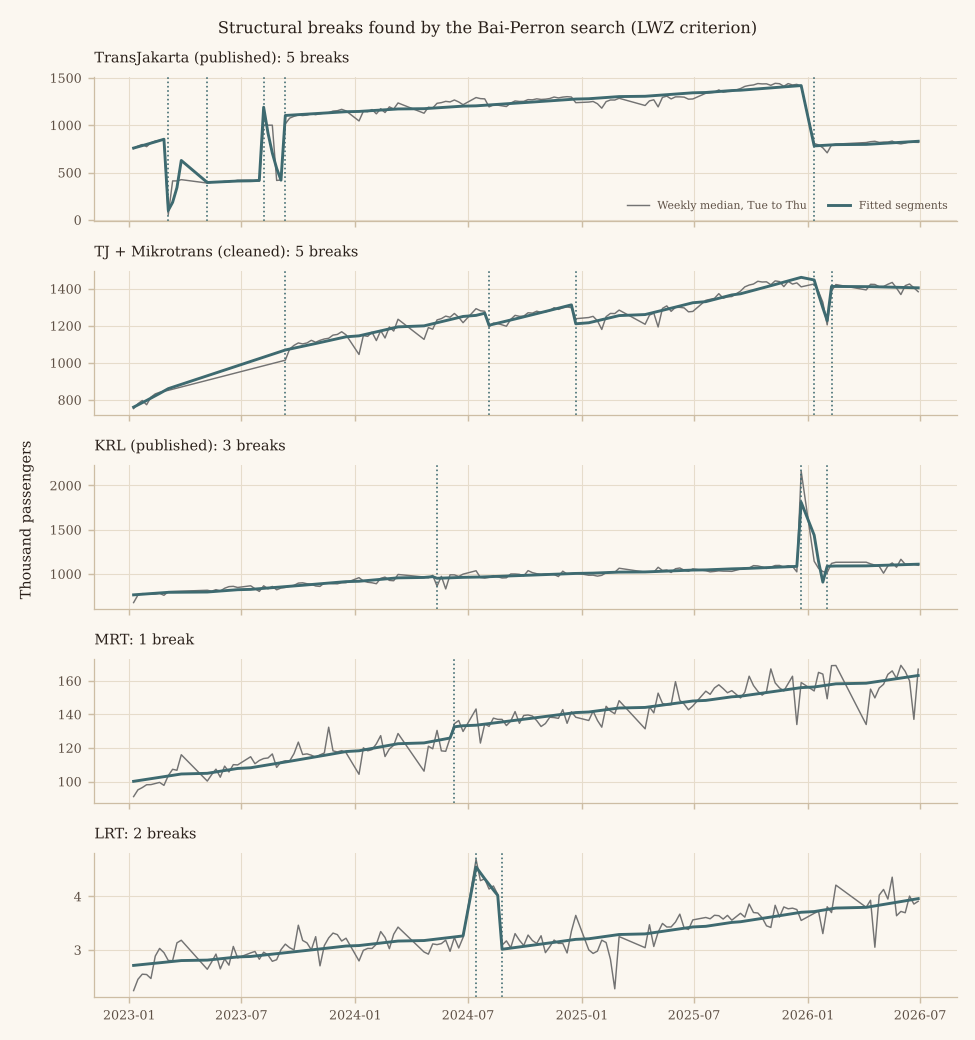 Structural breaks found by the Bai-Perron search (LWZ criterion)
TransJakarta (published): 5 breaks
1500
1000
500
0
Weekly median, Tue to Thu
Fitted segments
TJ + Mikrotrans (cleaned): 5 breaks
1400
1200
1000
800
Thousand passengers
KRL (published): 3 breaks
2000
1500
1000
MRT: 1 break
160
140
120
100
LRT: 2 breaks
4
3
2023-01 2023-07 2024-01 2024-07 2025-01 2025-07 2026-01 2026-07